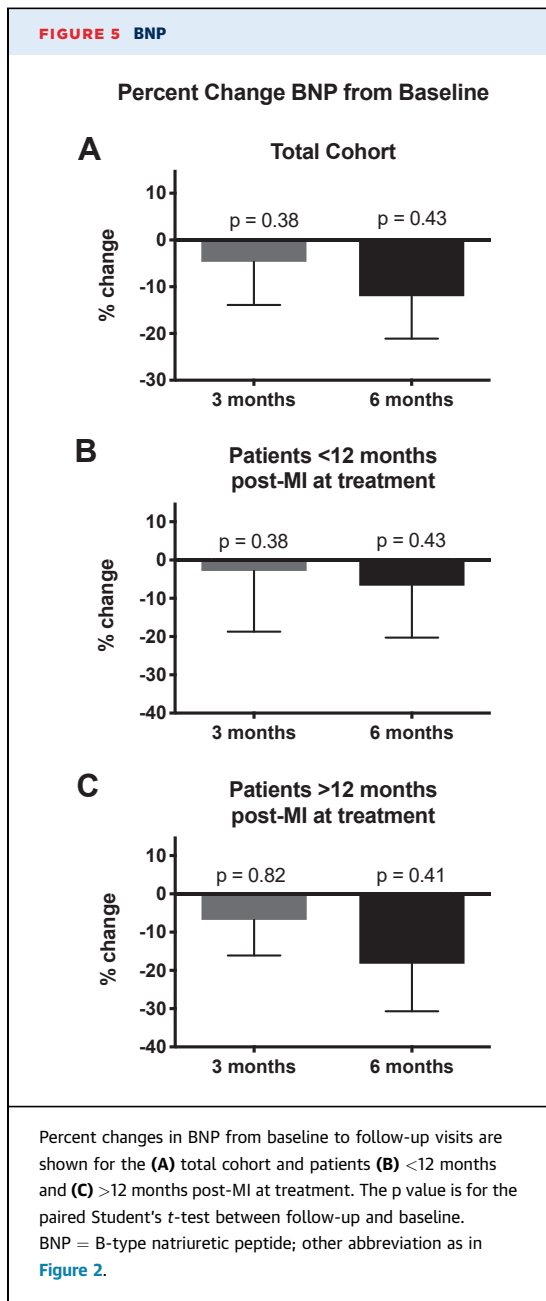 FIGURE 5 BNP
Percent Change BNP from Baseline
A
Total Cohort
% change
10
0
-10
-20
-30
p = 0.38
p = 0.43
3 months
6 months
B
Patients <12 months
post-MI at treatment
% change
10
0
-10
-20
-30
-40
p = 0.38
p = 0.43
3 months
6 months
C
Patients >12 months
post-MI at treatment
% change
10
0
-10
-20
-30
-40
p = 0.82
p = 0.41
3 months
6 months
Percent changes in BNP from baseline to follow-up visits are
shown for the (A) total cohort and patients (B) <12 months
and (C) >12 months post-MI at treatment. The p value is for the
paired Student's t-test between follow-up and baseline.
BNP = B-type natriuretic peptide; other abbreviation as in
Figure 2.